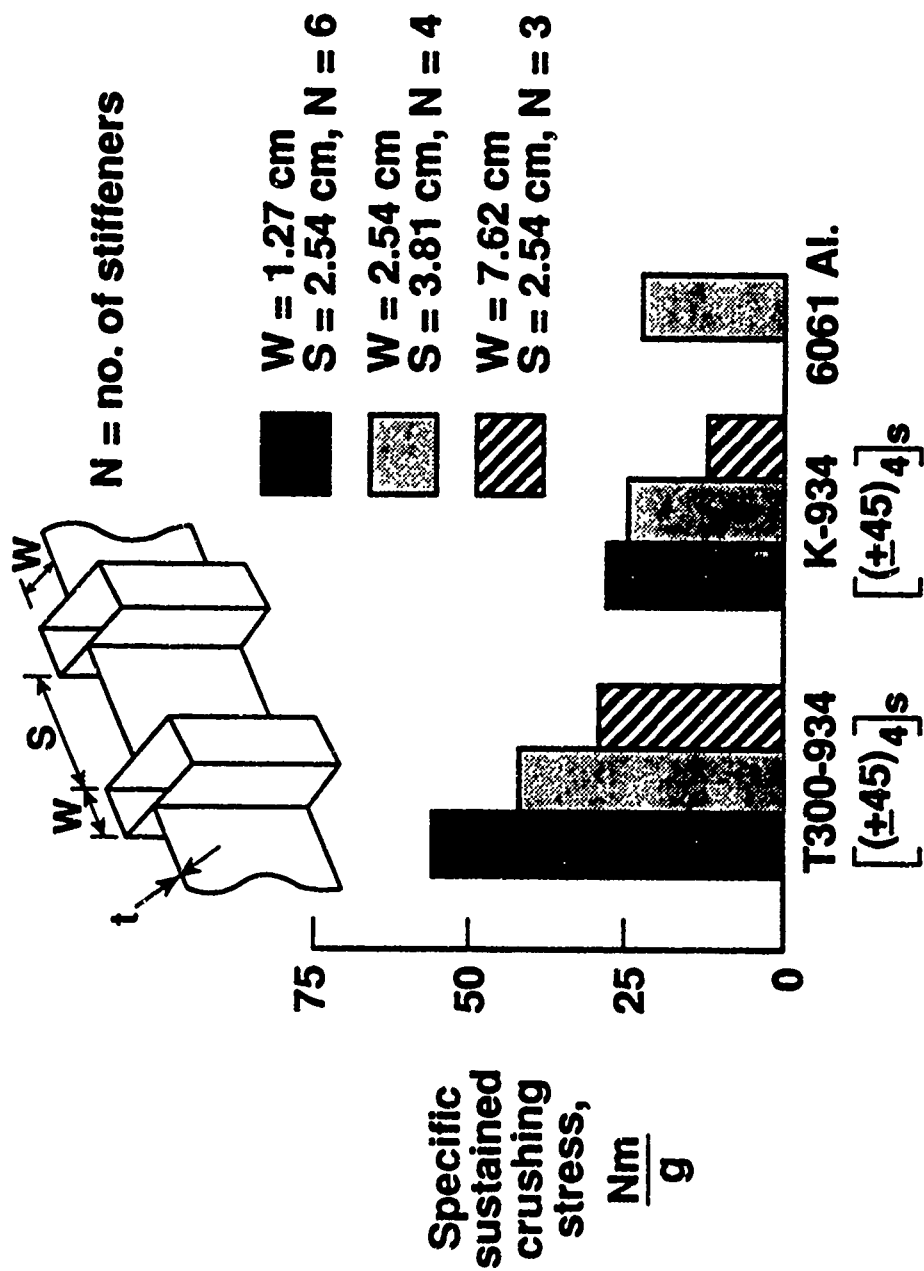 N = no. of stiffeners
W
S
W
t
W = 1.27 cm
S = 2.54 cm, N = 6
W = 2.54 cm
S = 3.81 cm, N = 4
W = 7.62 cm
S = 2.54 cm, N = 3
Specific
sustained
crushing
stress,
Nm
g
75
50
25
0
T300-934
[(±45)4]s
K-934
[(±45)4]s
6061 Al.